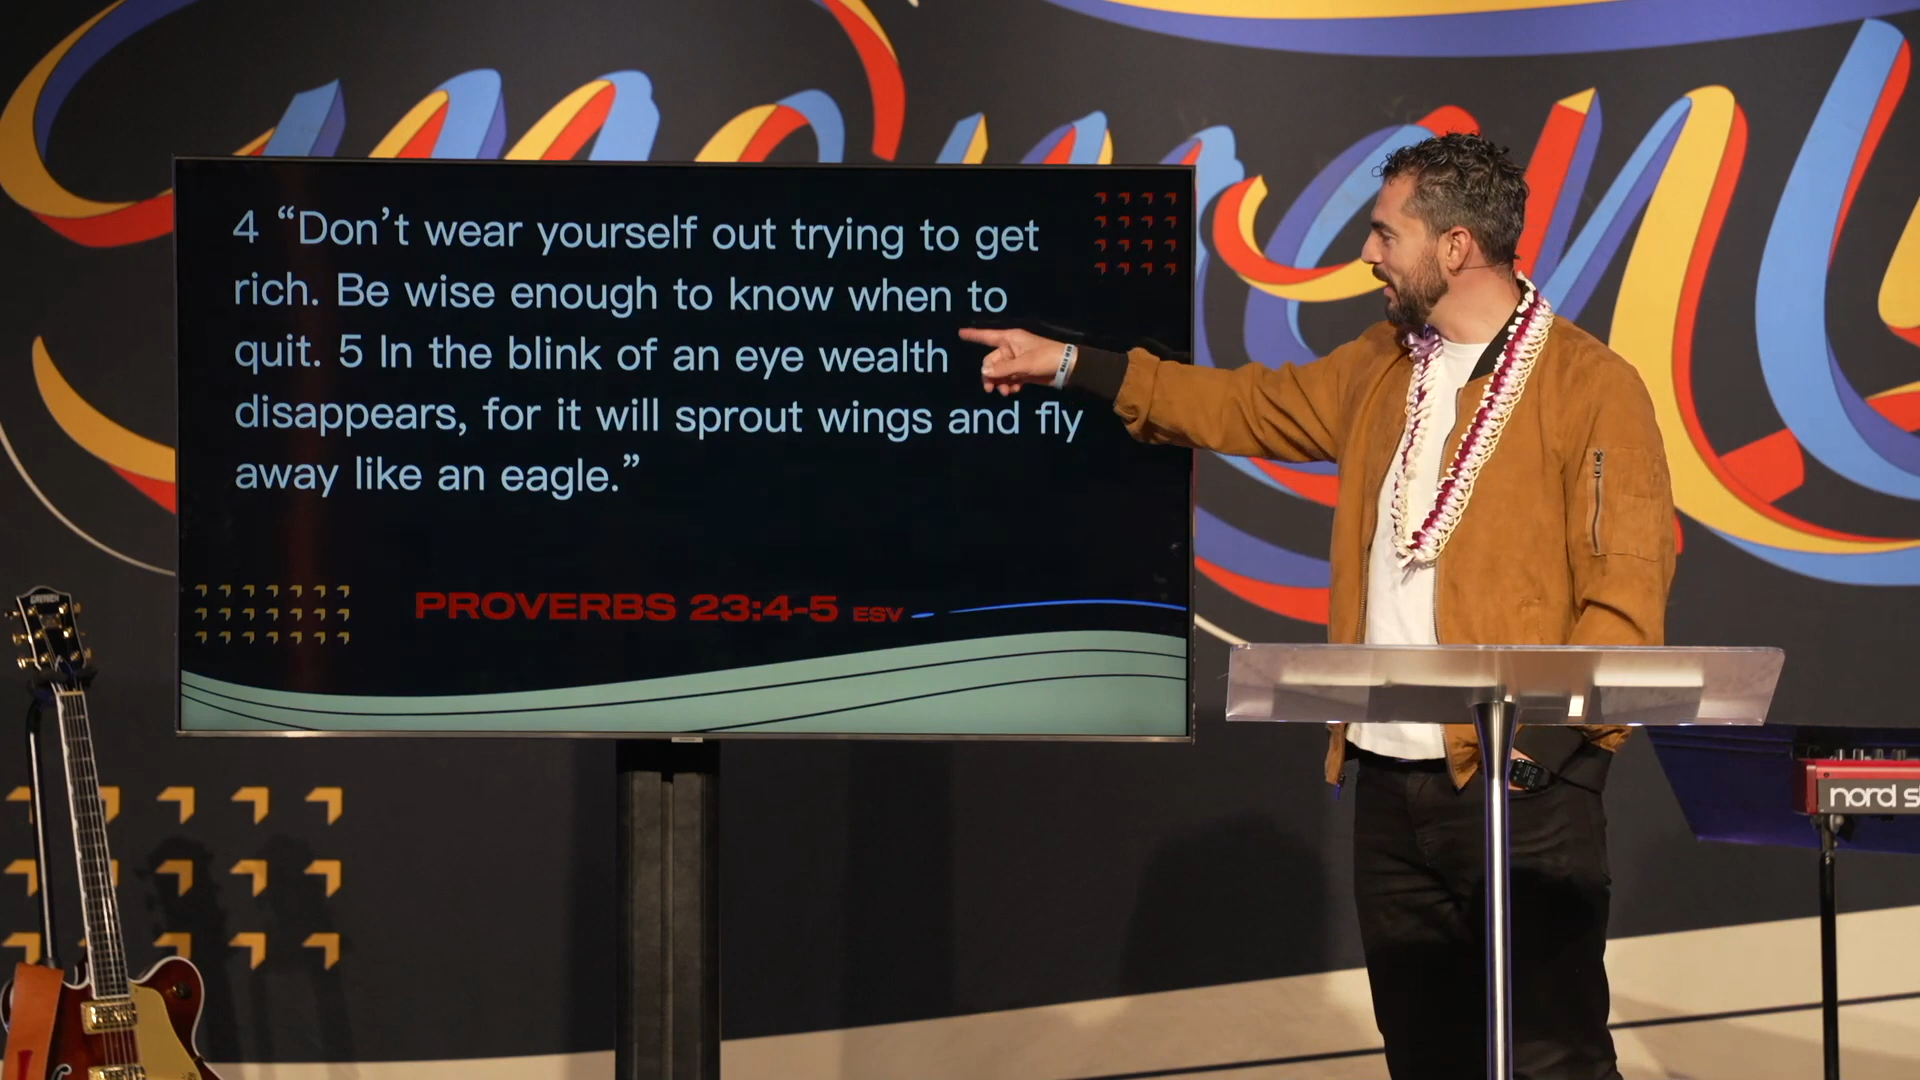 4 “Don’t wear yourself out trying to get
rich. Be wise enough to know when to
quit. 5 In the blink of an eye wealth
disappears, for it will sprout wings and fly
away like an eagle.”
PROVERBS 23:4-5 ESV
GRETSCH
nord